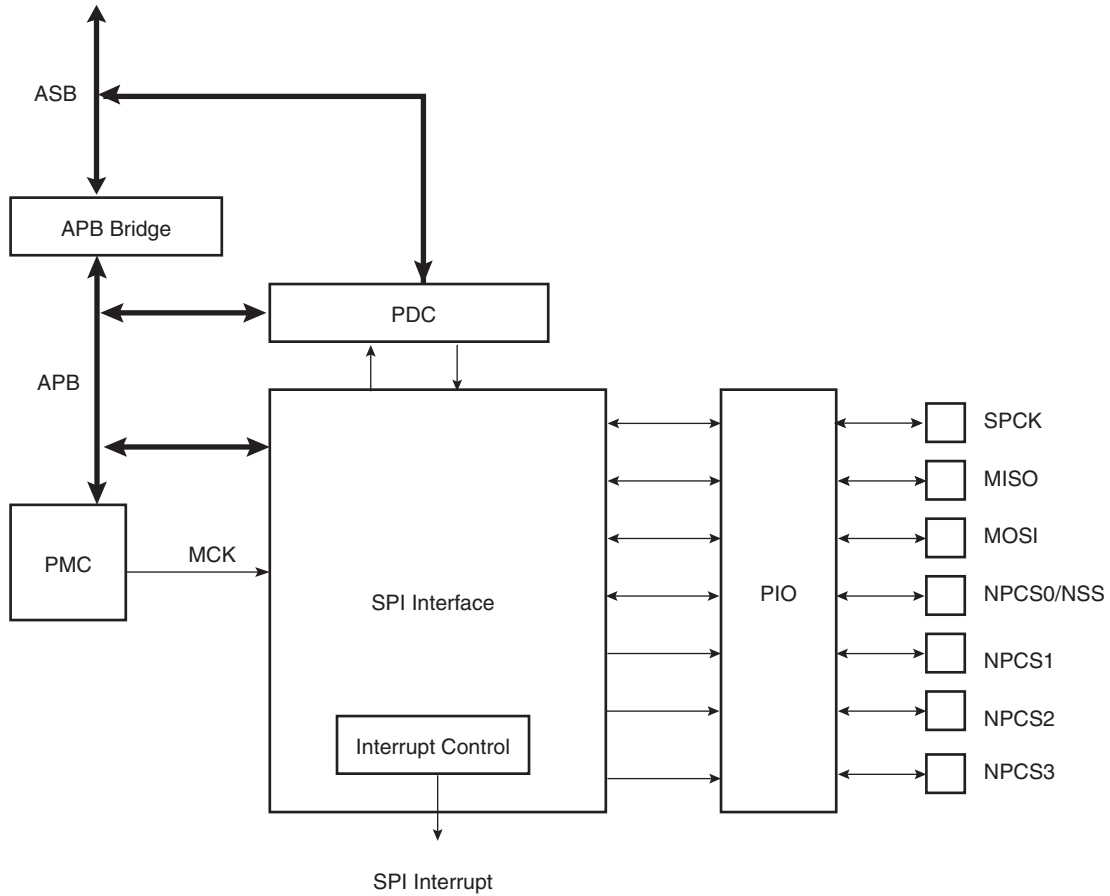 ASB
APB Bridge
PDC
APB
SPCK
MISO
MOSI
PMC
MCK
SPI Interface
PIO
NPCS0/NSS
NPCS1
NPCS2
Interrupt Control
NPCS3
SPI Interrupt